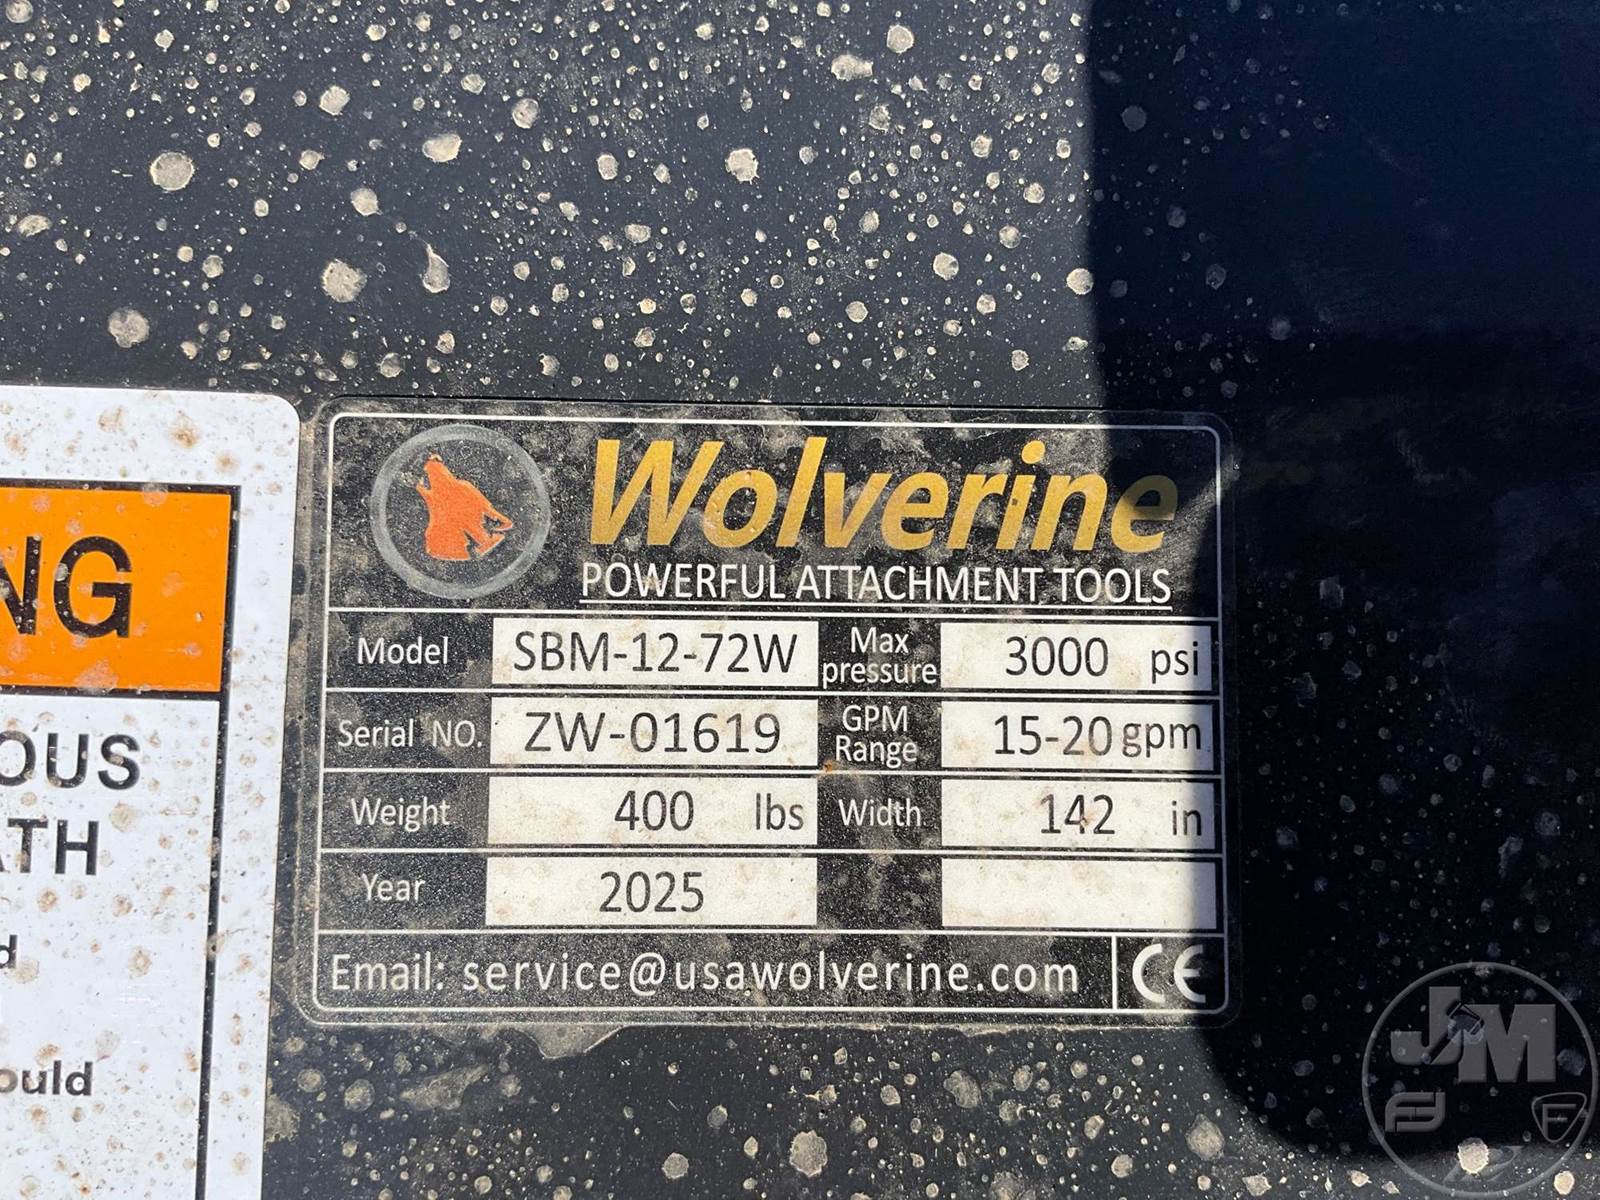 NG
OUS
ATH
d
ould
Wolverine
POWERFUL ATTACHMENT TOOLS
Model SBM-12-72W Max pressure 3000 psi
Serial NO. ZW-01619 GPM Range 15-20 gpm
Weight 400 lbs Width 142 in
Year 2025
Email: service@usawolverine.com CE
JM
F